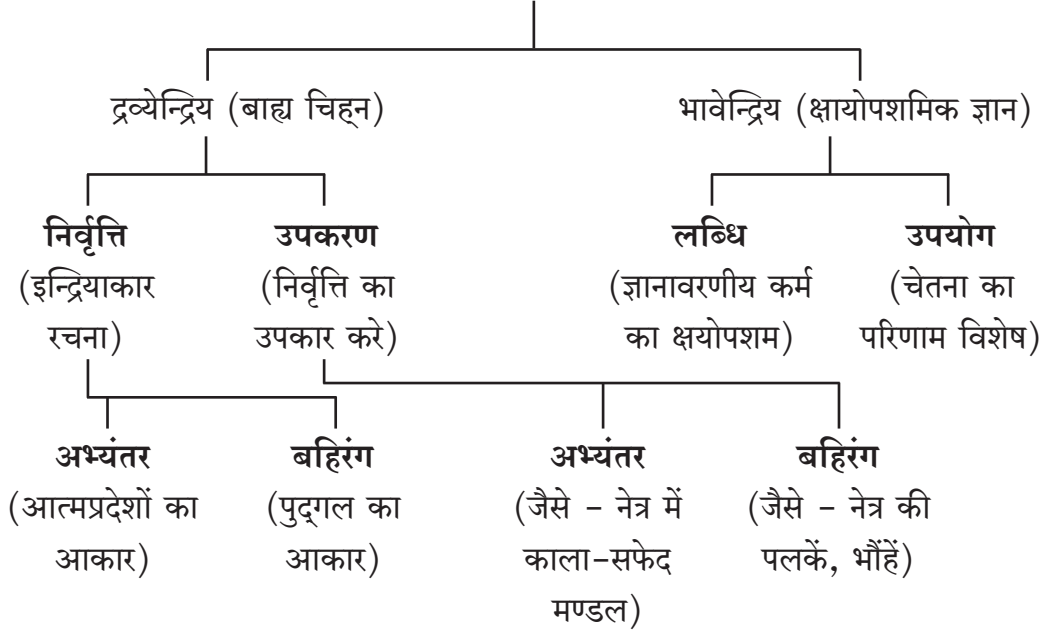 द्रव्येन्द्रिय (बाह्य चिह्न)
भावेन्द्रिय (क्षायोपशमिक ज्ञान)
निर्वृत्ति
(इन्द्रियाकार
रचना)
उपकरण
(निर्वृत्ति का
उपकार करे)
लब्धि
(ज्ञानावरणीय कर्म
का क्षयोपशम)
उपयोग
(चेतना का
परिणाम विशेष)
अभ्यंतर
(आत्मप्रदेशों का
आकार)
बहिरंग
(पुद्गल का
आकार)
अभ्यंतर
(जैसे - नेत्र में
काला-सफेद
मण्डल)
बहिरंग
(जैसे - नेत्र की
पलकें, भौंहें)